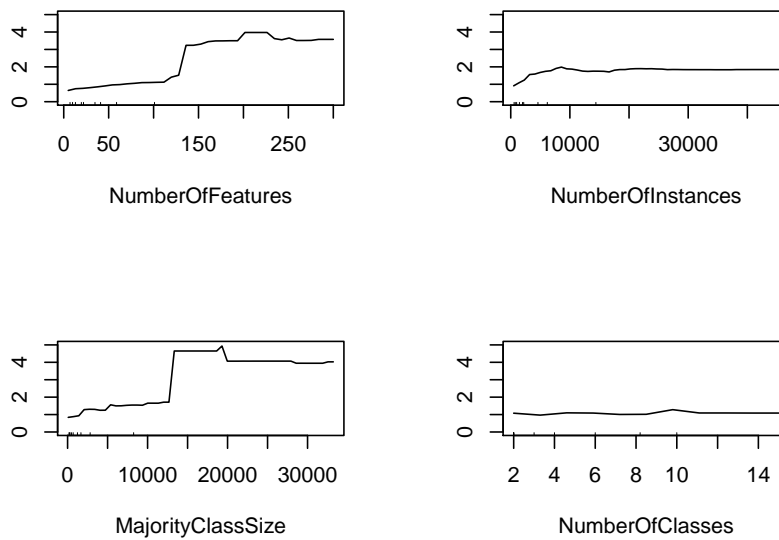 4
2
0
0 50 150 250
NumberOfFeatures
4
2
0
0 10000 30000
NumberOfInstances
4
2
0
0 10000 20000 30000
MajorityClassSize
4
2
0
2 4 6 8 10 14
NumberOfClasses